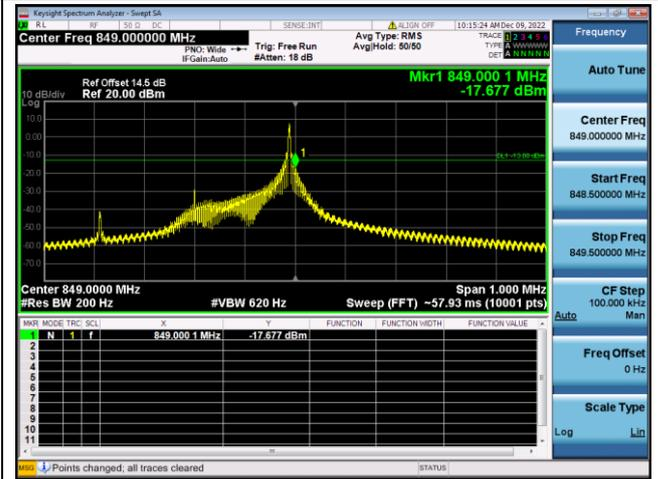 Keysight Spectrum Analyzer - Swept SA
RL RF 50 Ω DC SENSE:INT ALIGN OFF 10:15:24 AM Dec 09, 2022
Center Freq 849.000000 MHz
PNO: Wide
IFGain:Auto
Trig: Free Run
#Atten: 18 dB
Avg Type: RMS
Avg|Hold: 50/50
TRACE 1 2 3 4 5 6
TYPE A WWWWW
DET A N N N N N
Frequency
Mkr1 849.000 1 MHz
-17.677 dBm
Ref Offset 14.5 dB
10 dB/div Ref 20.00 dBm
Log
10.0
0.00
-10.0
-20.0
-30.0
-40.0
-50.0
-60.0
-70.0
1
DL1 -13.00 dBm
Center 849.0000 MHz Span 1.000 MHz
#Res BW 200 Hz #VBW 620 Hz Sweep (FFT) ~57.93 ms (10001 pts)
MKR MODE TRC SCL X Y FUNCTION FUNCTION WIDTH FUNCTION VALUE
1 N 1 f 849.000 1 MHz -17.677 dBm
2
3
4
5
6
7
8
9
10
11
Auto Tune
Center Freq
849.000000 MHz
Start Freq
848.500000 MHz
Stop Freq
849.500000 MHz
CF Step
100.000 kHz
Auto Man
Freq Offset
0 Hz
Scale Type
Log Lin
MSG Points changed; all traces cleared STATUS